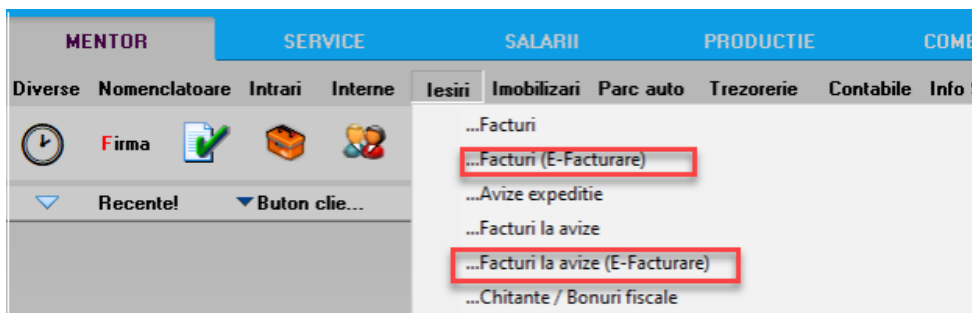 MENTOR SERVICE SALARII PRODUCTIE
Diverse Nomenclatoare Intrari Interne Iesiri Imobilizari Parc auto Trezorerie Contabile Info
Firma
Recente! Buton clie...
...Facturi
...Facturi (E-Facturare)
...Avize expeditie
...Facturi la avize
...Facturi la avize (E-Facturare)
...Chitante / Bonuri fiscale